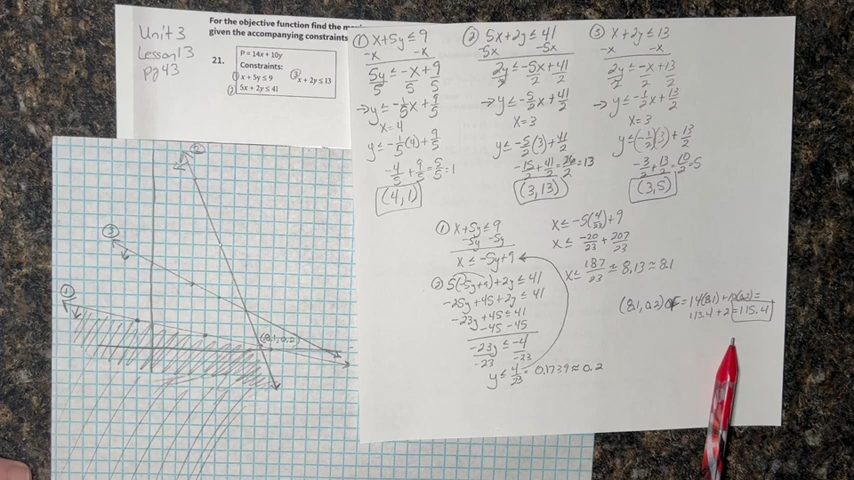 Unit 3
Lesson 13
pg 43
For the objective function find the
given the accompanying constraints
21.
P = 14x + 10y
Constraints:
① x + 5y ≤ 9
③ x + 2y ≤ 13
② 5x + 2y ≤ 41
① x+5y ≤ 9
-x -x
5y ≤ -x + 9
5 5 5
→ y ≤ -1/5 x + 9/5
x = 4
y ≤ -1/5 (4) + 9/5
-4/5 + 9/5 = 5/5 = 1
(4,1)
② 5x+2y ≤ 41
-5x -5x
2y ≤ -5x + 41
2 2 2
→ y ≤ -5/2 x + 41/2
x = 3
y ≤ -5/2 (3) + 41/2
-15/2 + 41/2 = 26/2 = 13
(3,13)
③ x + 2y ≤ 13
-x -x
2y ≤ -x + 13
2 2 2
→ y ≤ -1/2 x + 13/2
x = 3
y ≤ (-1/2)(3) + 13/2
-3/2 + 13/2 = 10/2 = 5
(3,5)
① x + 5y ≤ 9
-5y -5y
x ≤ -5y + 9
② 5(-5y+9) + 2y ≤ 41
-25y + 45 + 2y ≤ 41
-23y + 45 ≤ 41
-45 -45
-23y ≤ -4
-23 -23
y ≤ 4/23 = 0.1739 ≈ 0.2
x ≤ -5(4/23) + 9
x ≤ -20/23 + 207/23
x ≤ 187/23 ≈ 8.13 ≈ 8.1
(8.1, 0.2) = 14(8.1) + 10(0.2) =
113.4 + 2 = 115.4
②
③
①
(8.1, 0.2)